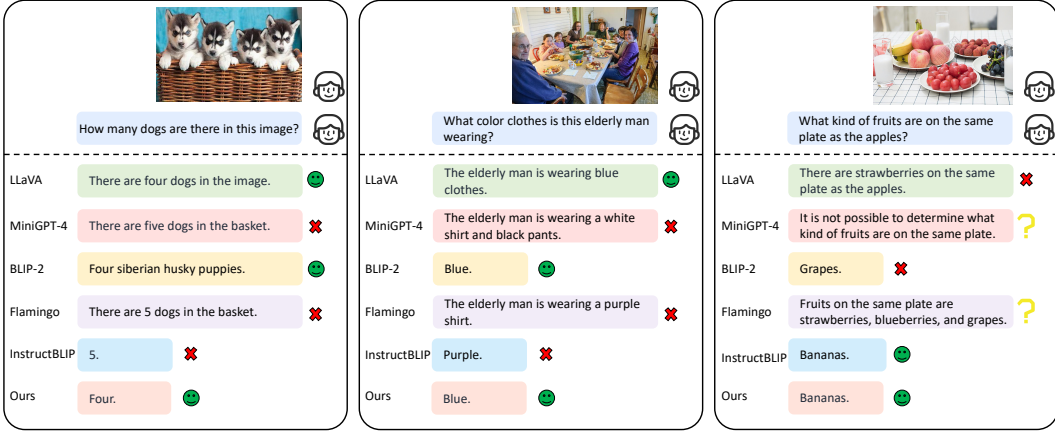 How many dogs are there in this image?
LLaVA
There are four dogs in the image.
MiniGPT-4
There are five dogs in the basket.
BLIP-2
Four siberian husky puppies.
Flamingo
There are 5 dogs in the basket.
InstructBLIP
5.
Ours
Four.
What color clothes is this elderly man
wearing?
LLaVA
The elderly man is wearing blue
clothes.
MiniGPT-4
The elderly man is wearing a white
shirt and black pants.
BLIP-2
Blue.
Flamingo
The elderly man is wearing a purple
shirt.
InstructBLIP
Purple.
Ours
Blue.
What kind of fruits are on the same
plate as the apples?
LLaVA
There are strawberries on the same
plate as the apples.
MiniGPT-4
It is not possible to determine what
kind of fruits are on the same plate.
BLIP-2
Grapes.
Flamingo
Fruits on the same plate are
strawberries, blueberries, and grapes.
InstructBLIP
Bananas.
Ours
Bananas.